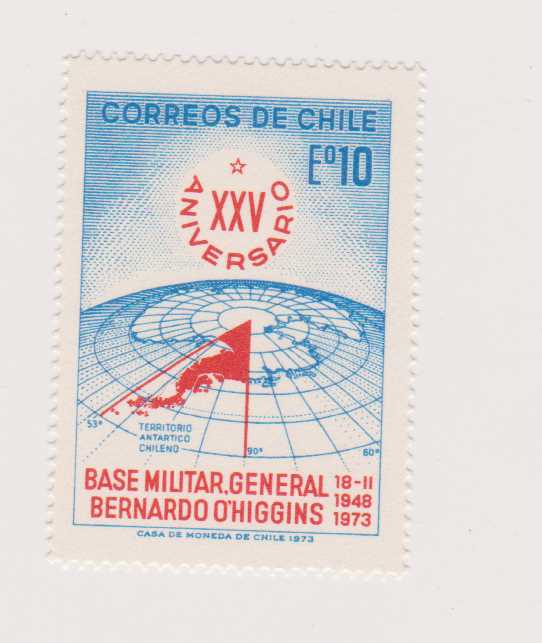 CORREOS DE CHILE
Eº10
XXV
ANIVERSARIO
53°
TERRITORIO
ANTARTICO
CHILENO
90°
60°
BASE MILITAR.GENERAL 18-II
BERNARDO O'HIGGINS 1948
1973
CASA DE MONEDA DE CHILE 1973